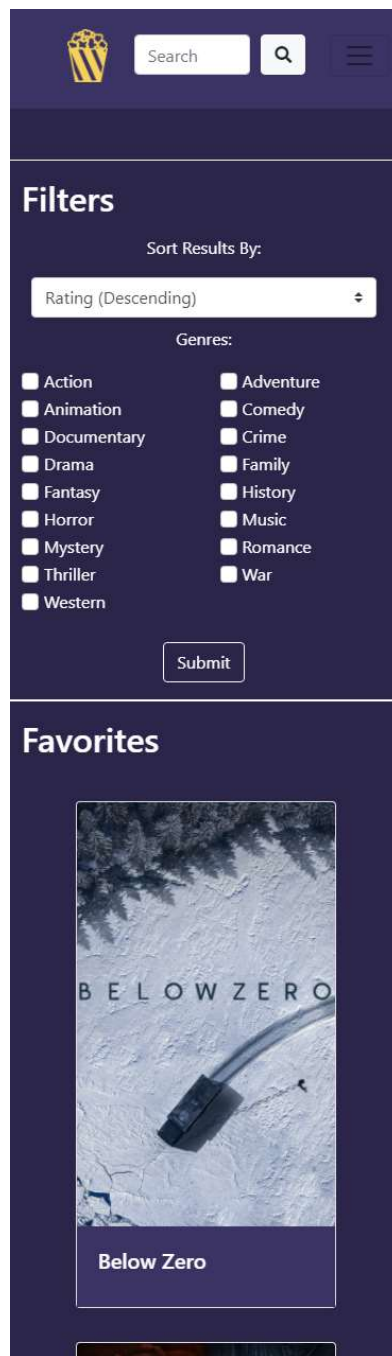 Search
Filters
Sort Results By:
Rating (Descending)
Genres:
Action Adventure
Animation Comedy
Documentary Crime
Drama Family
Fantasy History
Horror Music
Mystery Romance
Thriller War
Western
Submit
Favorites
BELOWZERO
Below Zero